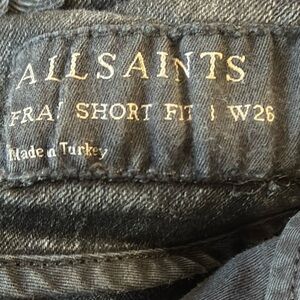 ALLSAINTS
SHORT FIT | W26
Made in Turkey